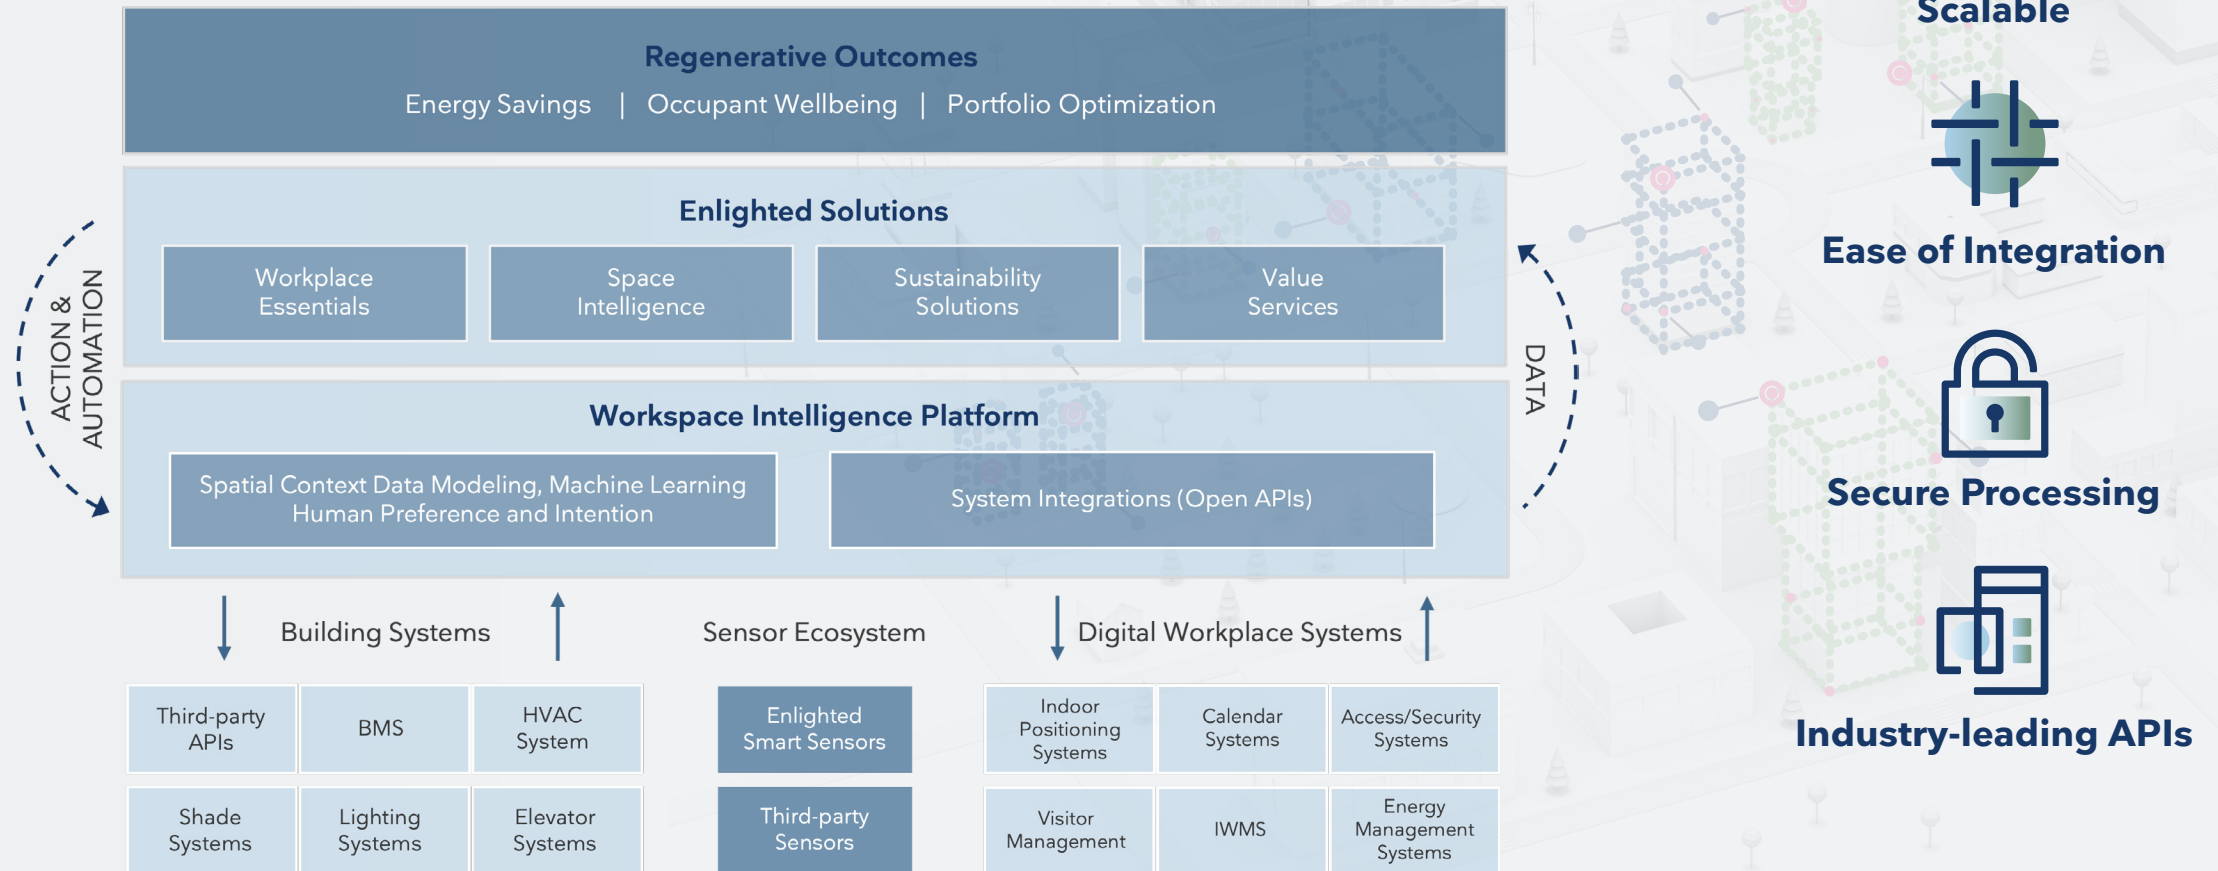 Regenerative Outcomes
Energy Savings | Occupant Wellbeing | Portfolio Optimization
Enlighted Solutions
Workplace
Essentials
Space
Intelligence
Sustainability
Solutions
Value
Services
ACTION &
AUTOMATION
DATA
Workspace Intelligence Platform
Spatial Context Data Modeling, Machine Learning
Human Preference and Intention
System Integrations (Open APIs)
Building Systems
Sensor Ecosystem
Digital Workplace Systems
Third-party
APIs
BMS
HVAC
System
Enlighted
Smart Sensors
Indoor
Positioning
Systems
Calendar
Systems
Access/Security
Systems
Shade
Systems
Lighting
Systems
Elevator
Systems
Third-party
Sensors
Visitor
Management
IWMS
Energy
Management
Systems
Scalable
Ease of Integration
Secure Processing
Industry-leading APIs